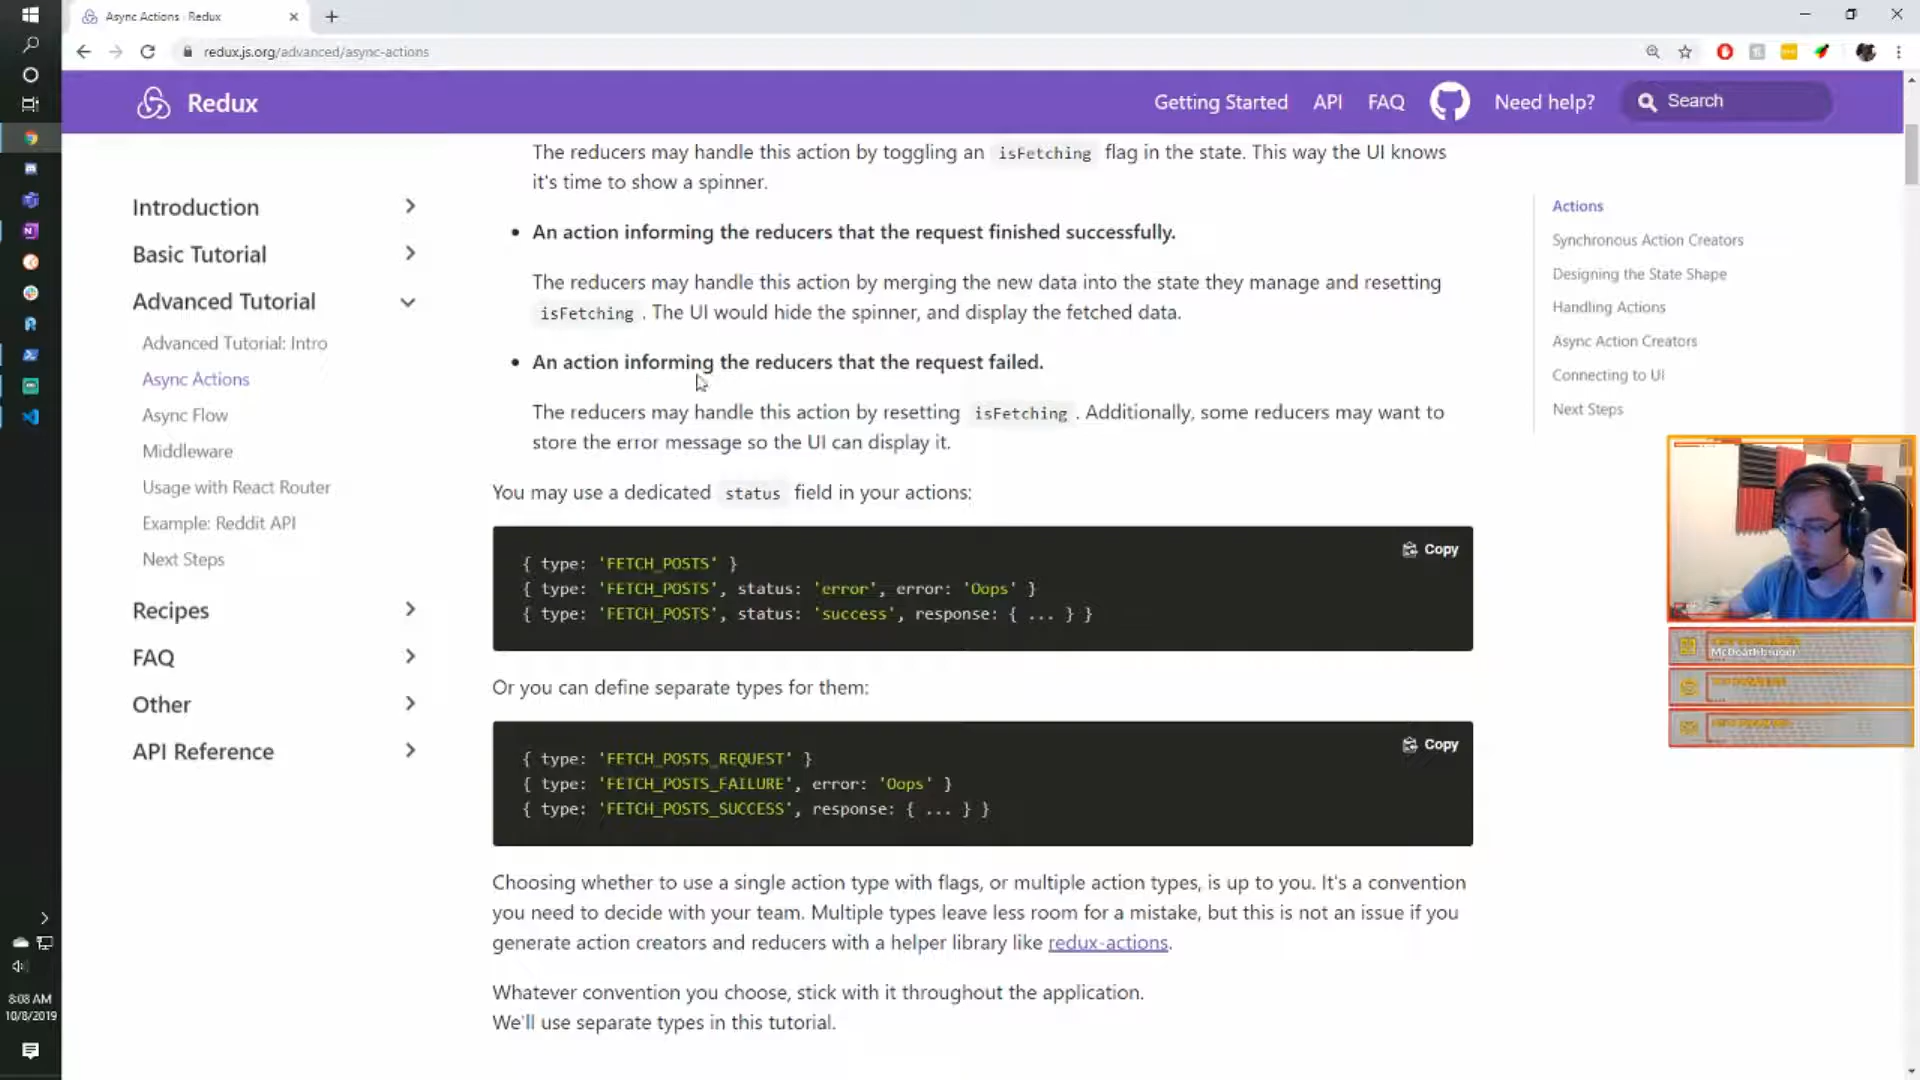 Async Actions · Redux
redux.js.org/advanced/async-actions
Redux
Getting Started
API
FAQ
Need help?
Search
Introduction
Basic Tutorial
Advanced Tutorial
Advanced Tutorial: Intro
Async Actions
Async Flow
Middleware
Usage with React Router
Example: Reddit API
Next Steps
Recipes
FAQ
Other
API Reference
The reducers may handle this action by toggling an isFetching flag in the state. This way the UI knows
it's time to show a spinner.
An action informing the reducers that the request finished successfully.
The reducers may handle this action by merging the new data into the state they manage and resetting
isFetching . The UI would hide the spinner, and display the fetched data.
An action informing the reducers that the request failed.
The reducers may handle this action by resetting isFetching . Additionally, some reducers may want to
store the error message so the UI can display it.
You may use a dedicated status field in your actions:
Copy
{ type: 'FETCH_POSTS' }
{ type: 'FETCH_POSTS', status: 'error', error: 'Oops' }
{ type: 'FETCH_POSTS', status: 'success', response: { ... } }
Or you can define separate types for them:
Copy
{ type: 'FETCH_POSTS_REQUEST' }
{ type: 'FETCH_POSTS_FAILURE', error: 'Oops' }
{ type: 'FETCH_POSTS_SUCCESS', response: { ... } }
Choosing whether to use a single action type with flags, or multiple action types, is up to you. It's a convention
you need to decide with your team. Multiple types leave less room for a mistake, but this is not an issue if you
generate action creators and reducers with a helper library like redux-actions.
Whatever convention you choose, stick with it throughout the application.
We'll use separate types in this tutorial.
Actions
Synchronous Action Creators
Designing the State Shape
Handling Actions
Async Action Creators
Connecting to UI
Next Steps
8:08 AM
10/8/2019